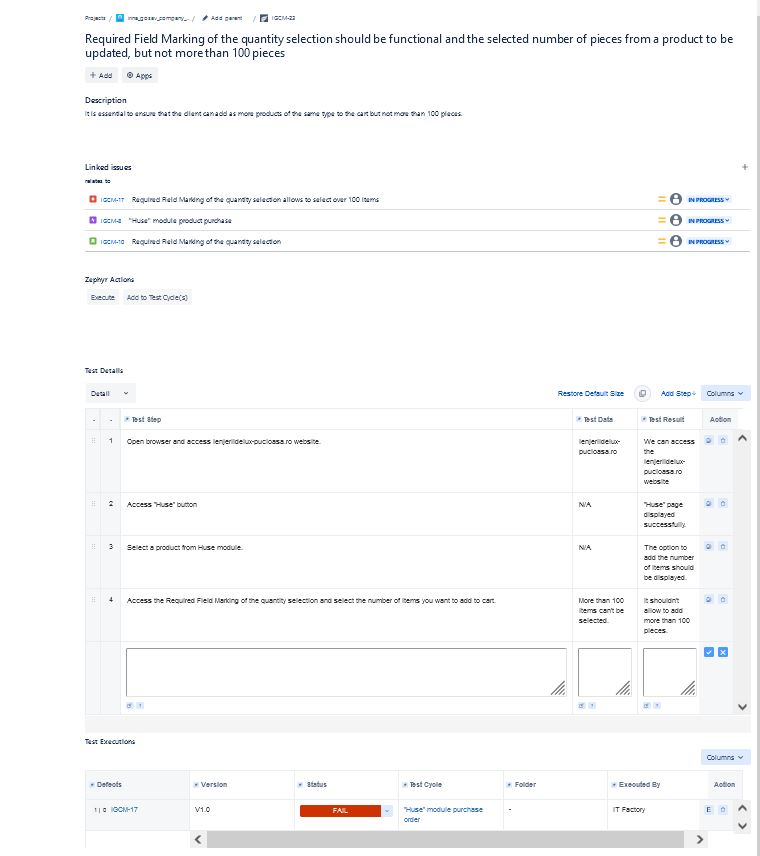 Projects / irina_gosav_company_... / Add parent / IGCM-23
Required Field Marking of the quantity selection should be functional and the selected number of pieces from a product to be
updated, but not more than 100 pieces
+ Add Apps
Description
It is essential to ensure that the client can add as more products of the same type to the cart but not more than 100 pieces.
Linked issues +
relates to
IGCM-17 Required Field Marking of the quantity selection allows to select over 100 items IN PROGRESS
IGCM-8 "Huse" module product purchase IN PROGRESS
IGCM-10 Required Field Marking of the quantity selection IN PROGRESS
Zephyr Actions
Execute Add to Test Cycle(s)
Test Details
Detail Restore Default Size Add Step Columns
- - Test Step Test Data Test Result Action
1 Open browser and access lenjeriidelux-pucioasa.ro website. lenjeriidelux- We can access
pucioasa.ro the
lenjeriidelux-
pucioasa.ro
website
2 Access "Huse" button N/A "Huse" page
displayed
successfully.
3 Select a product from Huse module. N/A The option to
add the number
of items should
be displayed.
4 Access the Required Field Marking of the quantity selection and select the number of items you want to add to cart. More than 100 It shouldn't
items can't be allow to add
selected. more than 100
pieces.
Test Executions
Columns
Defects Version Status Test Cycle Folder Executed By Action
1 | 0 IGCM-17 V1.0 FAIL "Huse" module purchase - IT Factory E
order